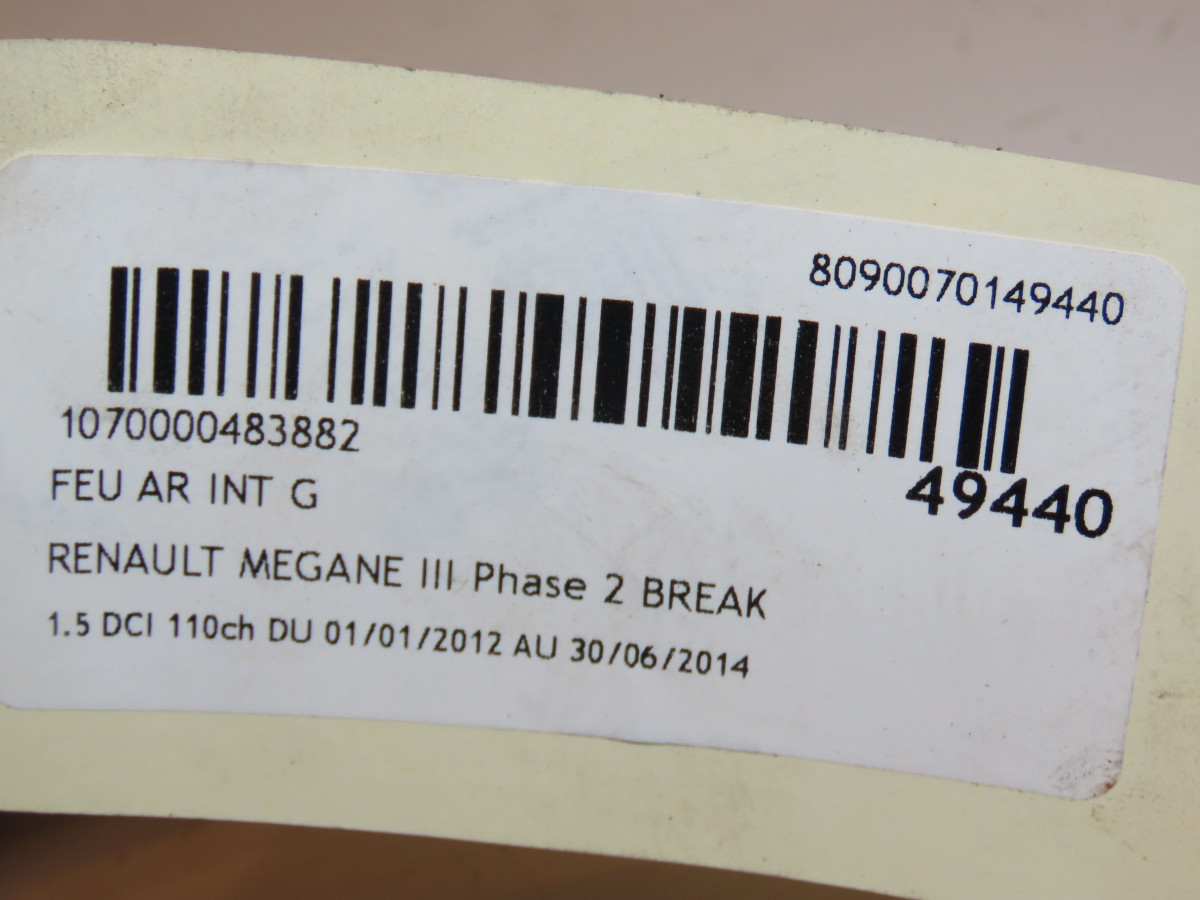 8090070149440
1070000483882
49440
FEU AR INT G
RENAULT MEGANE III Phase 2 BREAK
1.5 DCI 110ch DU 01/01/2012 AU 30/06/2014